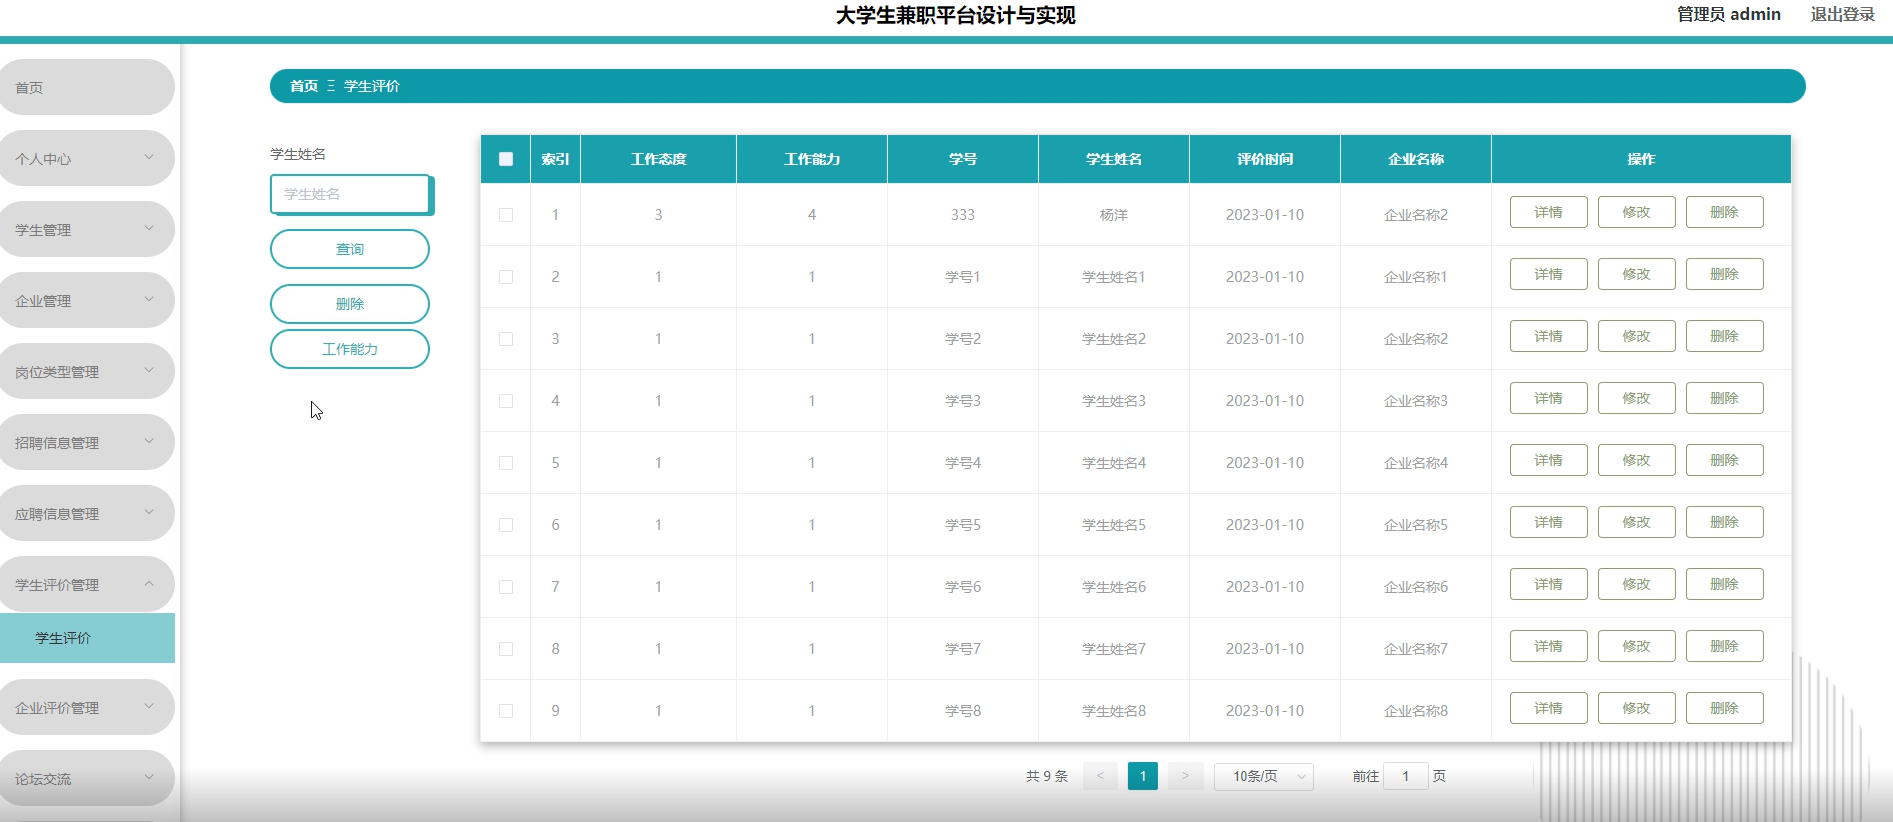 大学生兼职平台设计与实现
管理员 admin 退出登录
首页
个人中心
学生管理
企业管理
岗位类型管理
招聘信息管理
应聘信息管理
学生评价管理
学生评价
企业评价管理
论坛交流
首页 Ξ 学生评价
学生姓名
学生姓名
查询
删除
工作能力
索引 工作态度 工作能力 学号 学生姓名 评价时间 企业名称 操作
1 3 4 333 杨洋 2023-01-10 企业名称2 详情 修改 删除
2 1 1 学号1 学生姓名1 2023-01-10 企业名称1 详情 修改 删除
3 1 1 学号2 学生姓名2 2023-01-10 企业名称2 详情 修改 删除
4 1 1 学号3 学生姓名3 2023-01-10 企业名称3 详情 修改 删除
5 1 1 学号4 学生姓名4 2023-01-10 企业名称4 详情 修改 删除
6 1 1 学号5 学生姓名5 2023-01-10 企业名称5 详情 修改 删除
7 1 1 学号6 学生姓名6 2023-01-10 企业名称6 详情 修改 删除
8 1 1 学号7 学生姓名7 2023-01-10 企业名称7 详情 修改 删除
9 1 1 学号8 学生姓名8 2023-01-10 企业名称8 详情 修改 删除
共 9 条 < 1 > 10条/页 前往 1 页